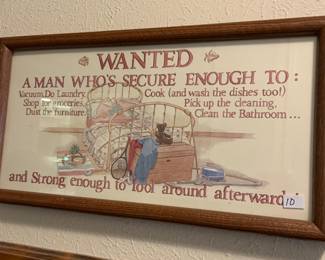 WANTED
A MAN WHO'S SECURE ENOUGH TO:
Vacuum, Do Laundry, Cook (and wash the dishes too!)
Shop for groceries, Pick up the cleaning,
Dust the furniture, Clean the Bathroom...
and Strong enough to fool around afterwards!
10